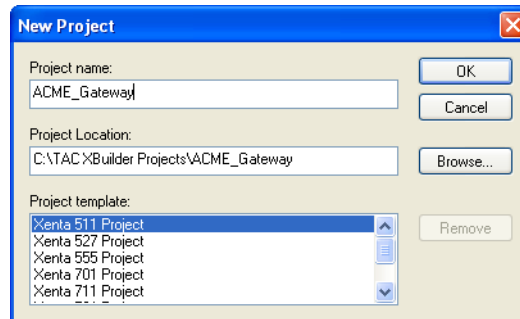 New Project
Project name:
OK
ACME_Gateway
Cancel
Project Location:
C:\TAC XBuilder Projects\ACME_Gateway
Browse...
Project template:
Xenta 511 Project
Remove
Xenta 527 Project
Xenta 555 Project
Xenta 701 Project
Xenta 711 Project